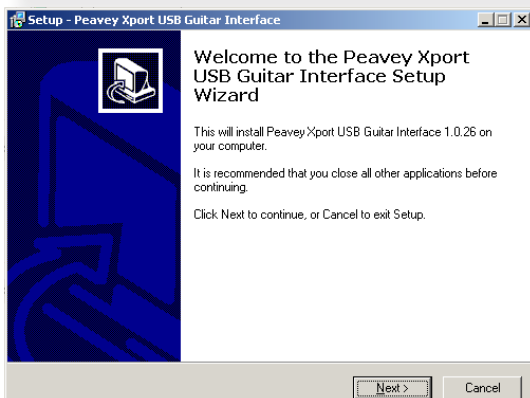 Setup - Peavey Xport USB Guitar Interface
Welcome to the Peavey Xport
USB Guitar Interface Setup
Wizard
This will install Peavey Xport USB Guitar Interface 1.0.26 on
your computer.
It is recommended that you close all other applications before
continuing.
Click Next to continue, or Cancel to exit Setup.
Next >
Cancel